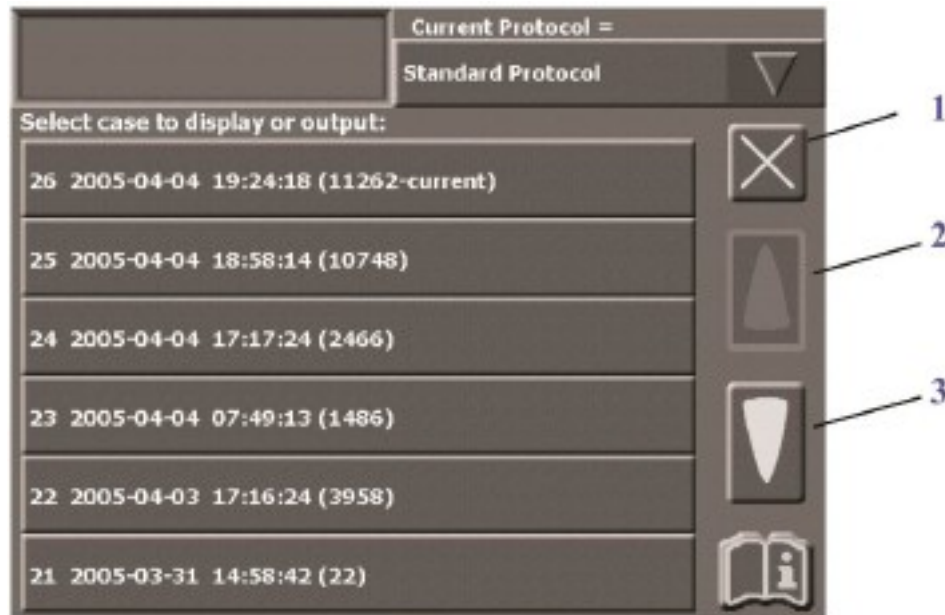 Current Protocol =
Standard Protocol
Select case to display or output:
26 2005-04-04 19:24:18 (11262-current)
25 2005-04-04 18:58:14 (10748)
24 2005-04-04 17:17:24 (2466)
23 2005-04-04 07:49:13 (1486)
22 2005-04-03 17:16:24 (3958)
21 2005-03-31 14:58:42 (22)
1
2
3
i